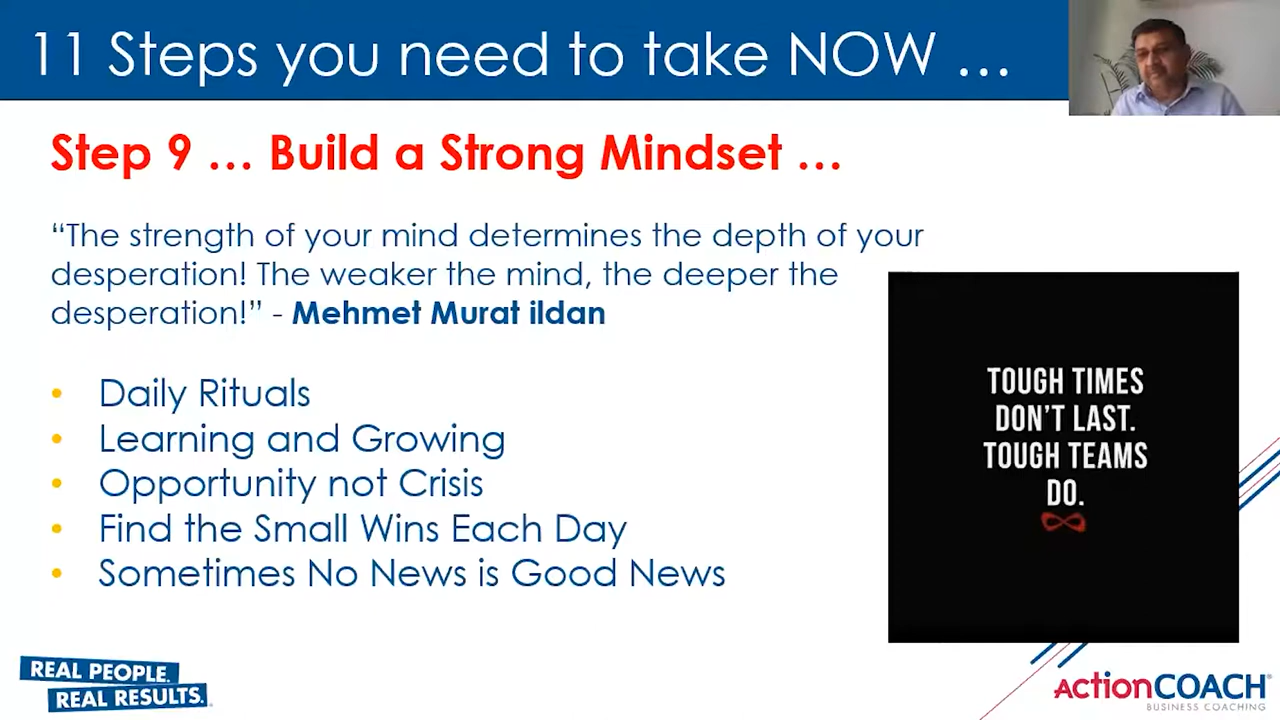 11 Steps you need to take NOW ...
Step 9 ... Build a Strong Mindset ...
“The strength of your mind determines the depth of your
desperation! The weaker the mind, the deeper the
desperation!” - Mehmet Murat ildan
• Daily Rituals
• Learning and Growing
• Opportunity not Crisis
• Find the Small Wins Each Day
• Sometimes No News is Good News
TOUGH TIMES
DON’T LAST.
TOUGH TEAMS
DO.
REAL PEOPLE.
REAL RESULTS.
ActionCOACH®
BUSINESS COACHING